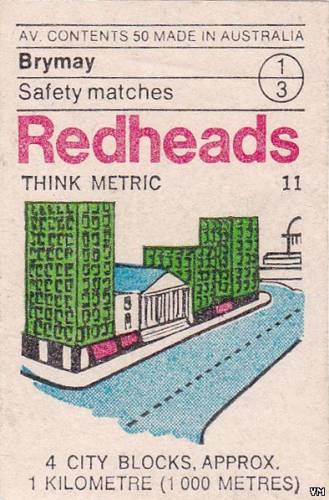 AV. CONTENTS 50 MADE IN AUSTRALIA
Brymay
1
Safety matches
3
Redheads
THINK METRIC 11
4 CITY BLOCKS, APPROX.
1 KILOMETRE (1 000 METRES)
VM